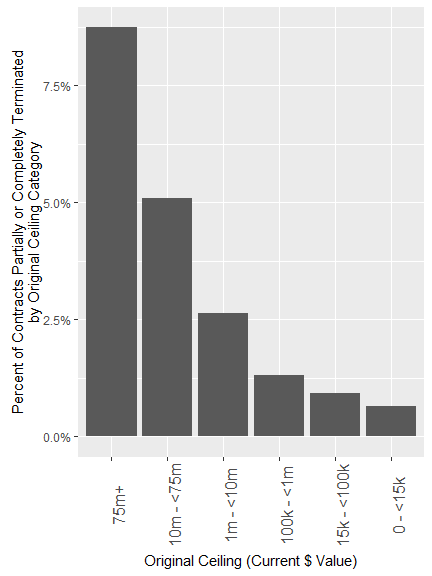 Percent of Contracts Partially or Completely Terminated
by Original Ceiling Category
7.5%
5.0%
2.5%
0.0%
75m+
10m - <75m
1m - <10m
100k - <1m
15k - <100k
0 - <15k
Original Ceiling (Current $ Value)